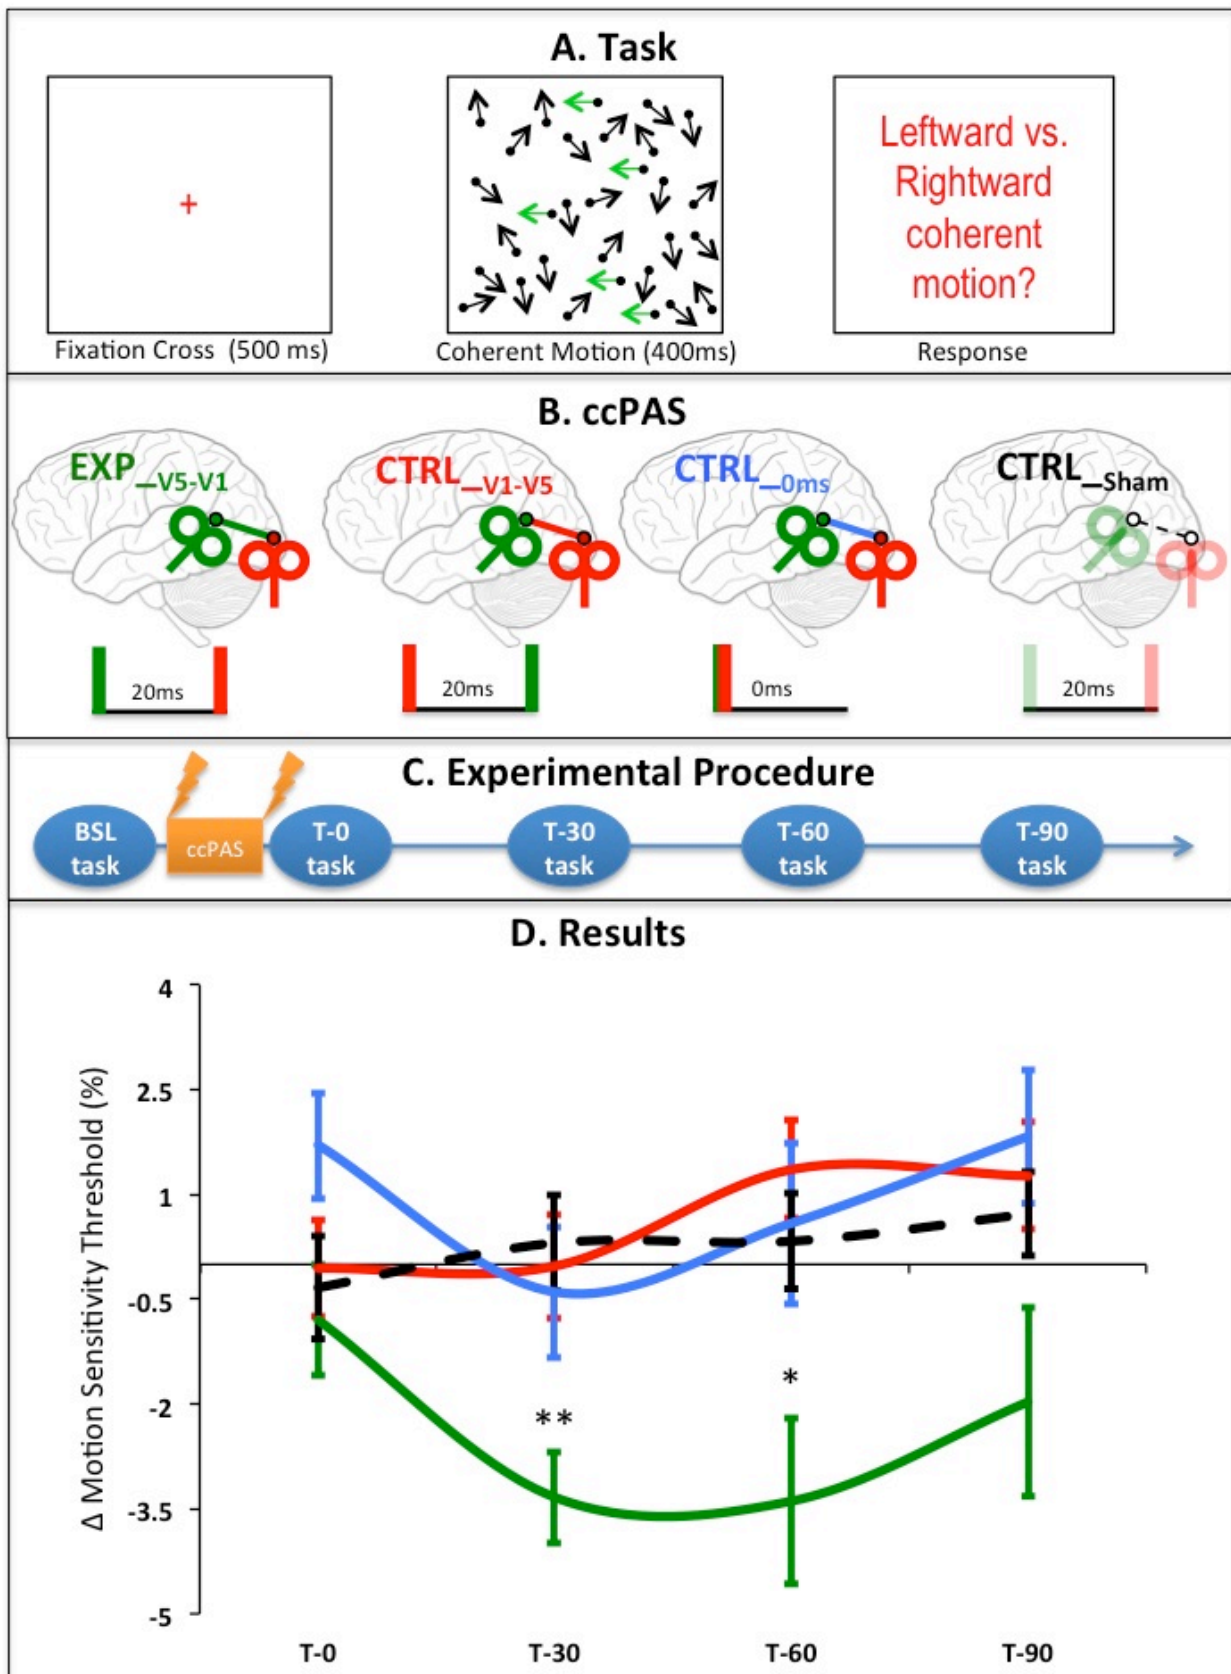 A. Task
+
Leftward vs.
Rightward
coherent
motion?
Fixation Cross (500 ms)
Coherent Motion (400ms)
Response
B. ccPAS
EXP_V5-V1
CTRL_V1-V5
CTRL_0ms
CTRL_Sham
20ms
20ms
0ms
20ms
C. Experimental Procedure
BSL
task
ccPAS
T-0
task
T-30
task
T-60
task
T-90
task
D. Results
Δ Motion Sensitivity Threshold (%)
4
2.5
1
-0.5
-2
-3.5
-5
**
*
T-0
T-30
T-60
T-90